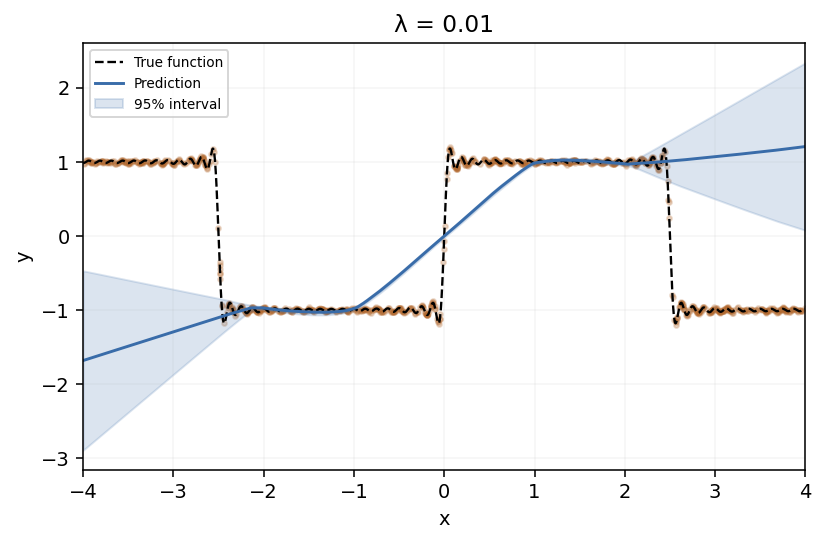 λ = 0.01
True function
Prediction
95% interval
y
2
1
0
−1
−2
−3
−4 −3 −2 −1 0 1 2 3 4
x